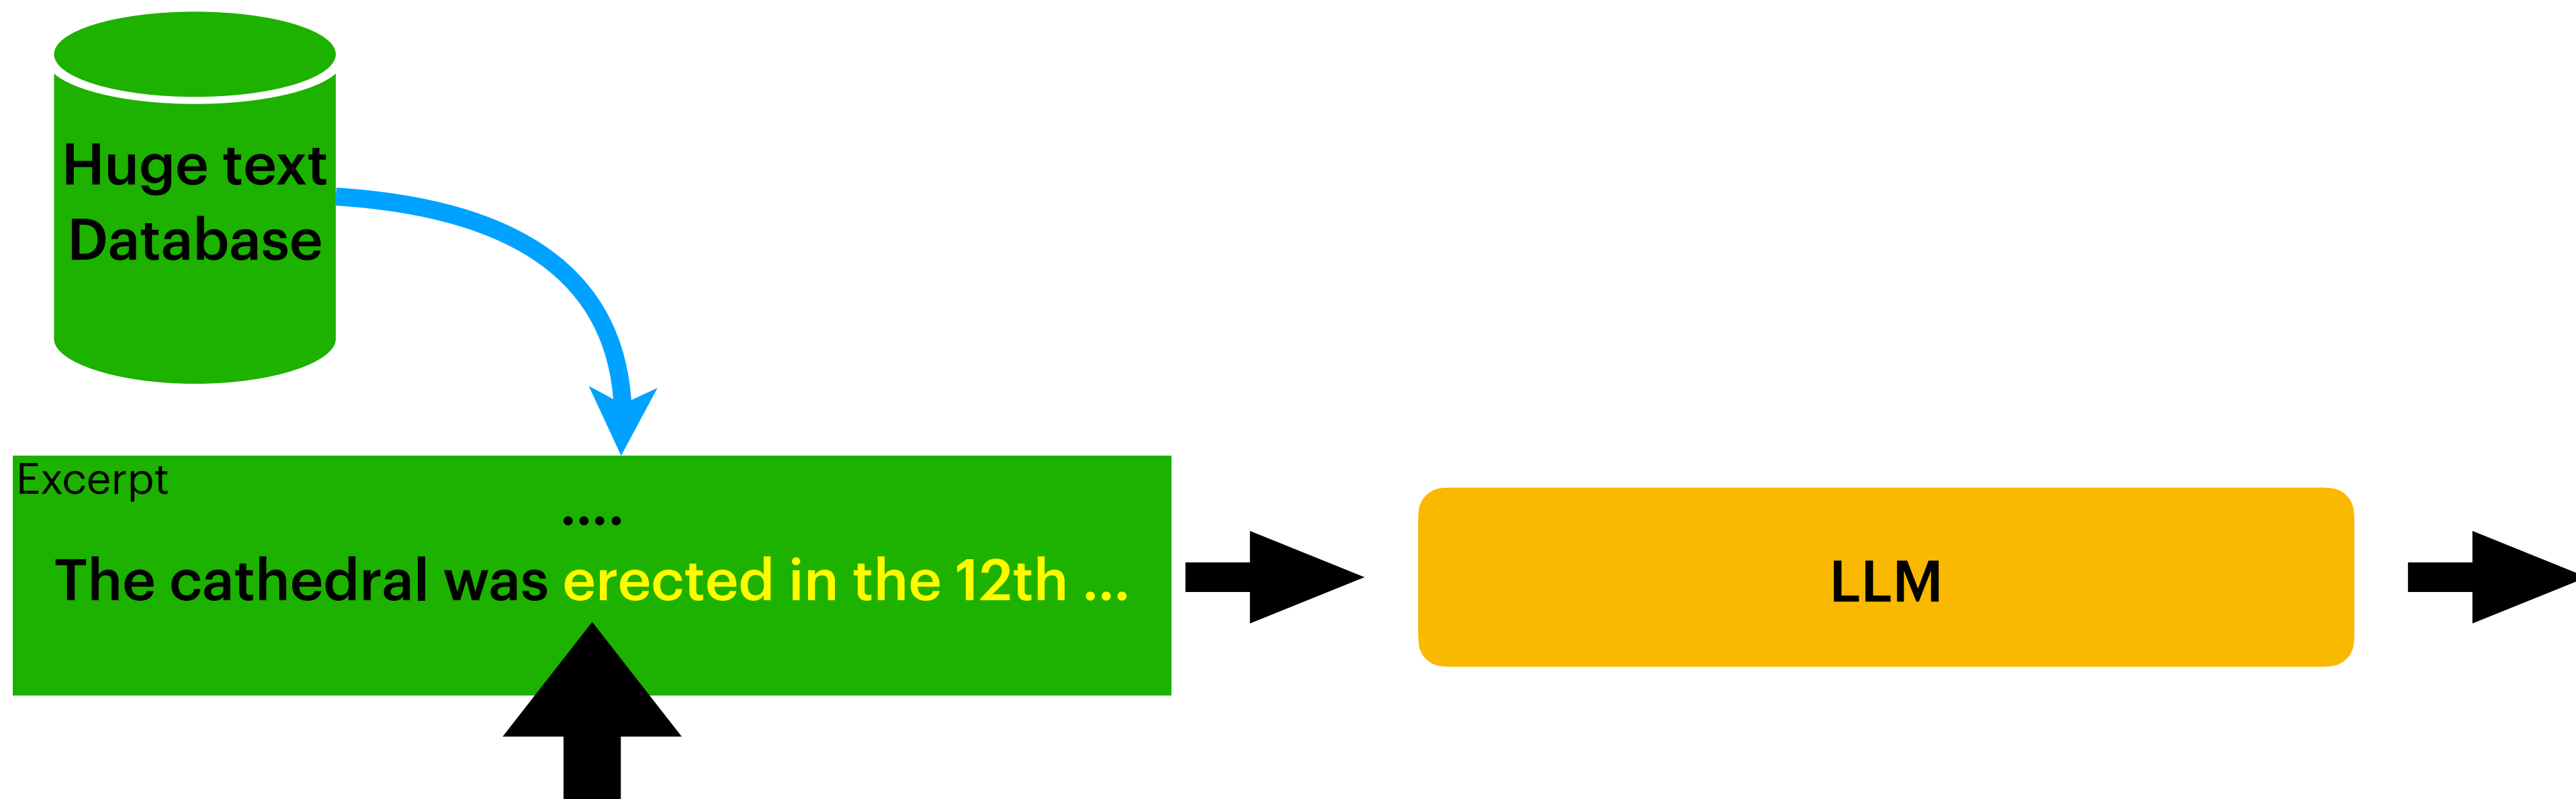 Huge text
Database
Excerpt
....
The cathedral was erected in the 12th ...
LLM